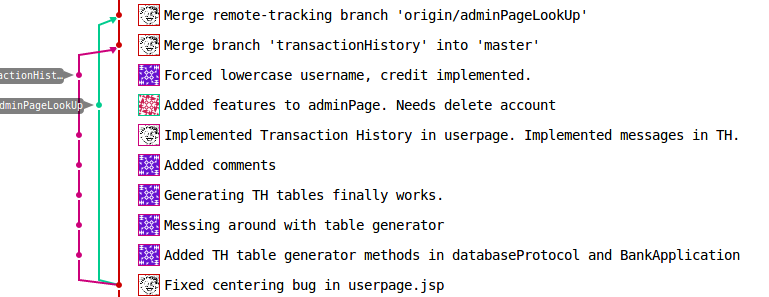 Merge remote-tracking branch 'origin/adminPageLookUp'
Merge branch 'transactionHistory' into 'master'
actionHist… Forced lowercase username, credit implemented.
dminPageLookUp Added features to adminPage. Needs delete account
Implemented Transaction History in userpage. Implemented messages in TH.
Added comments
Generating TH tables finally works.
Messing around with table generator
Added TH table generator methods in databaseProtocol and BankApplication
Fixed centering bug in userpage.jsp